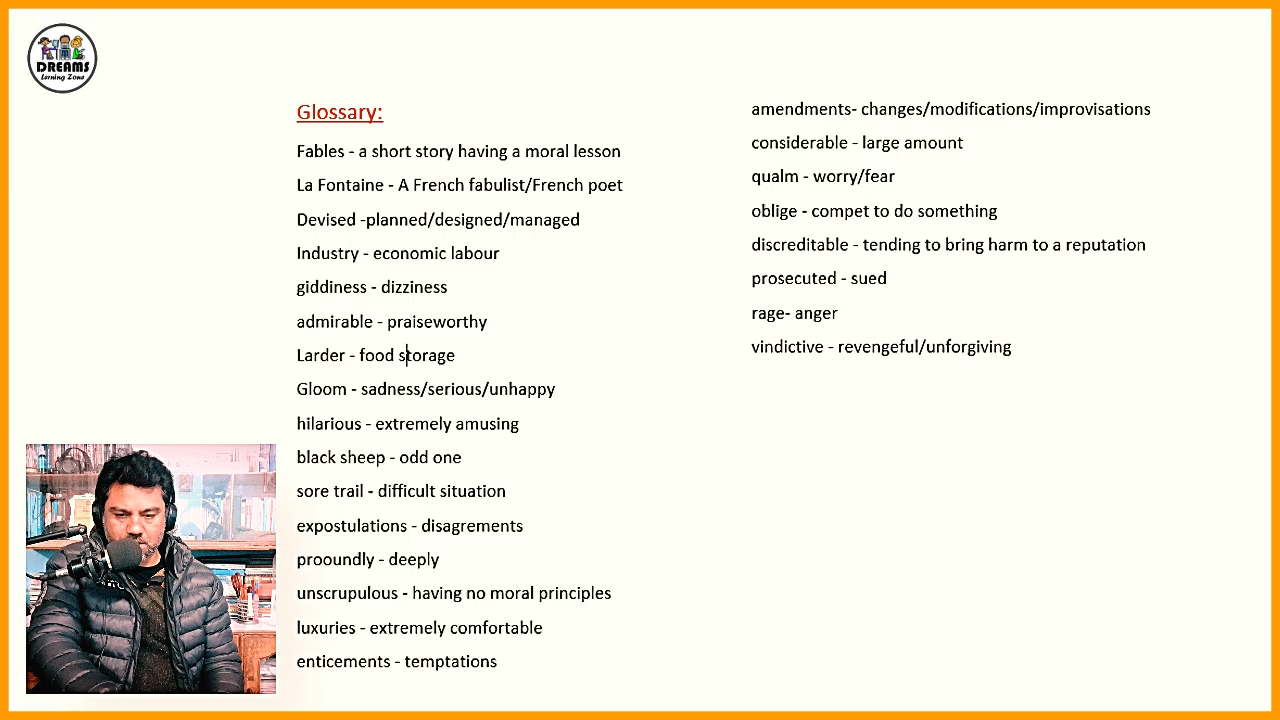 DREAMS
Lerning Zone
Glossary:
Fables - a short story having a moral lesson
La Fontaine - A French fabulist/French poet
Devised -planned/designed/managed
Industry - economic labour
giddiness - dizziness
admirable - praiseworthy
Larder - food storage
Gloom - sadness/serious/unhappy
hilarious - extremely amusing
black sheep - odd one
sore trail - difficult situation
expostulations - disagrements
prooundly - deeply
unscrupulous - having no moral principles
luxuries - extremely comfortable
enticements - temptations
amendments- changes/modifications/improvisations
considerable - large amount
qualm - worry/fear
oblige - compet to do something
discreditable - tending to bring harm to a reputation
prosecuted - sued
rage- anger
vindictive - revengeful/unforgiving